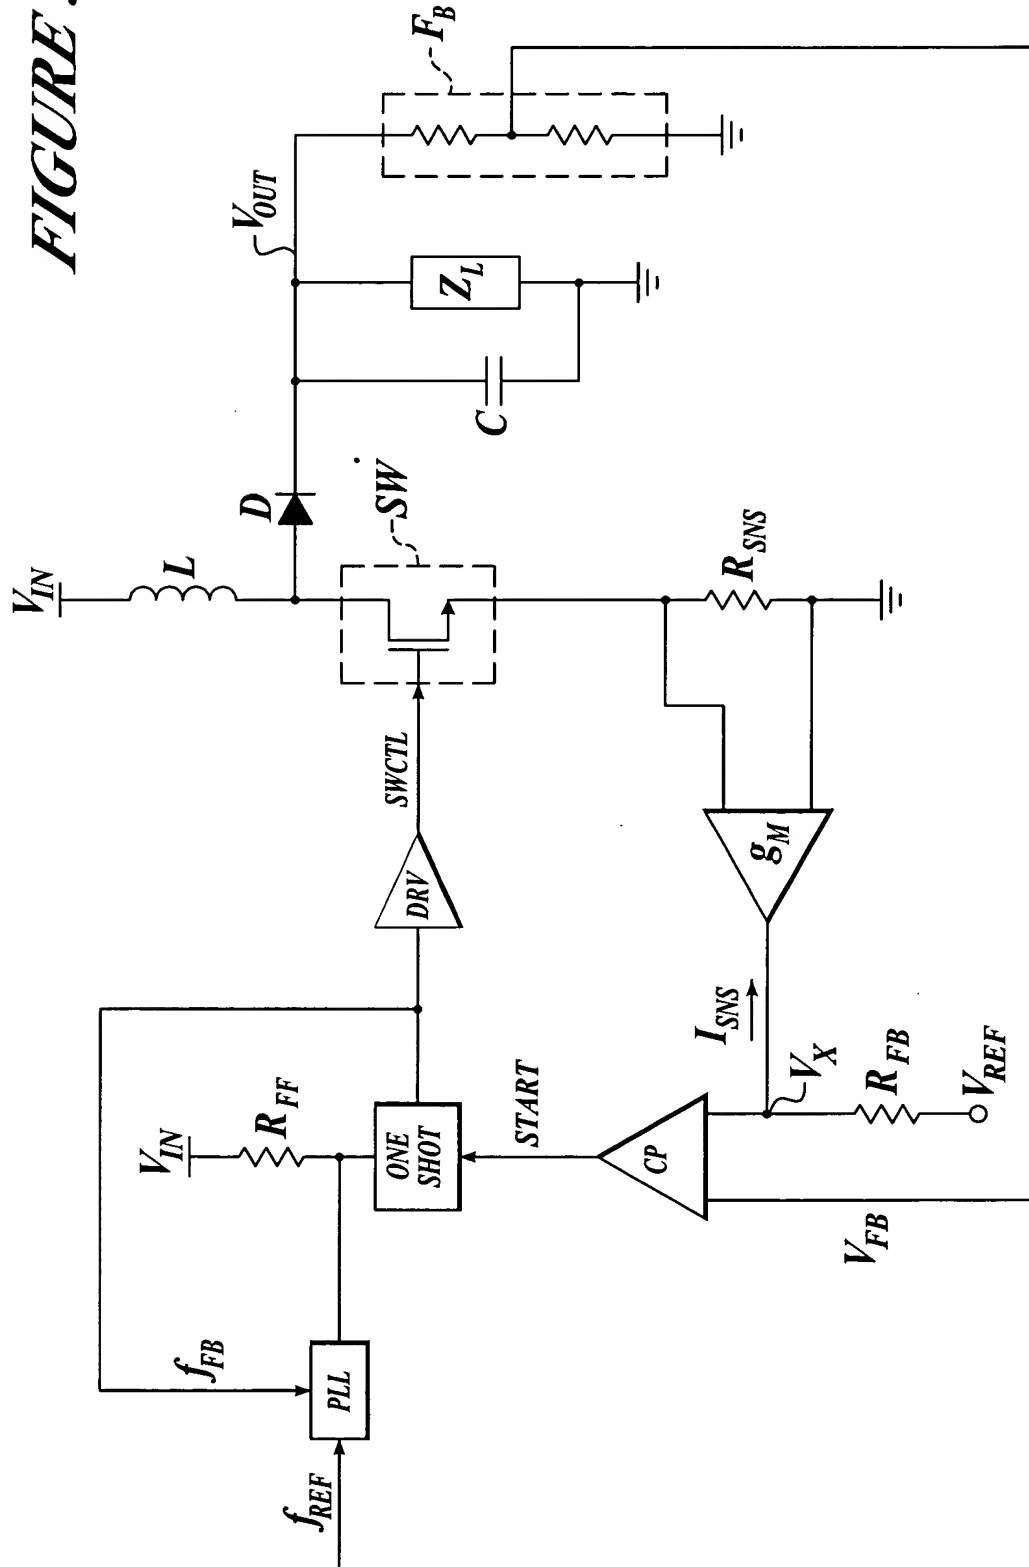 FIGURE
V_IN
L
D
V_OUT
F_B
SW
C
Z_L
R_SNS
SWCTL
DRV
g_M
I_SNS
V_X
R_FB
V_REF
V_IN
R_FF
ONE
SHOT
START
CP
V_FB
f_FB
PLL
f_REF